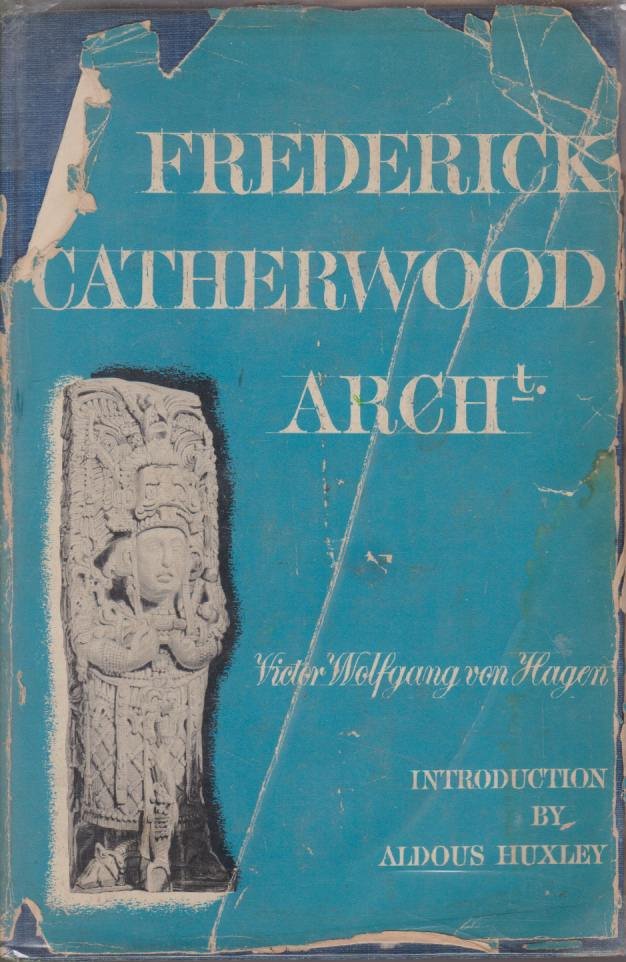 FREDERICK
CATHERWOOD
ARCHt.
Victor Wolfgang von Hagen
INTRODUCTION
BY
ALDOUS HUXLEY